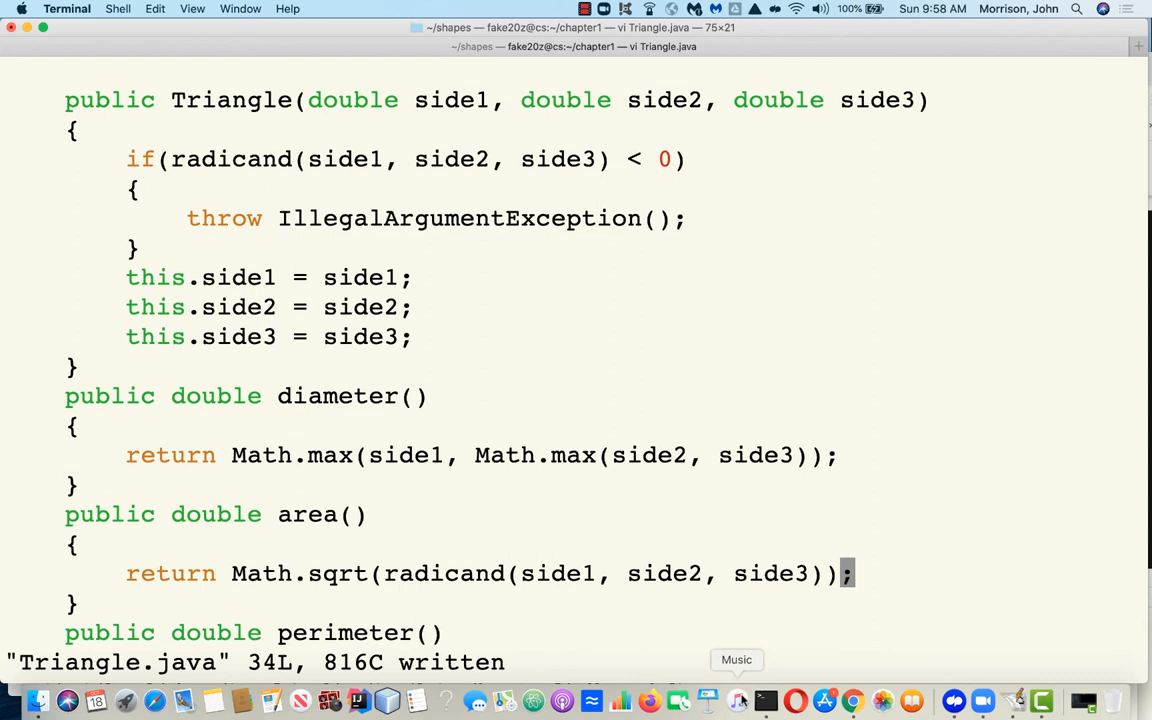 Terminal Shell Edit View Window Help 100% Sun 9:58 AM Morrison, John
~/shapes — fake20z@cs:~/chapter1 — vi Triangle.java — 75×21
~/shapes — fake20z@cs:~/chapter1 — vi Triangle.java
public Triangle(double side1, double side2, double side3)
{
if(radicand(side1, side2, side3) < 0)
{
throw IllegalArgumentException();
}
this.side1 = side1;
this.side2 = side2;
this.side3 = side3;
}
public double diameter()
{
return Math.max(side1, Math.max(side2, side3));
}
public double area()
{
return Math.sqrt(radicand(side1, side2, side3));
}
public double perimeter()
"Triangle.java" 34L, 816C written
Music
18